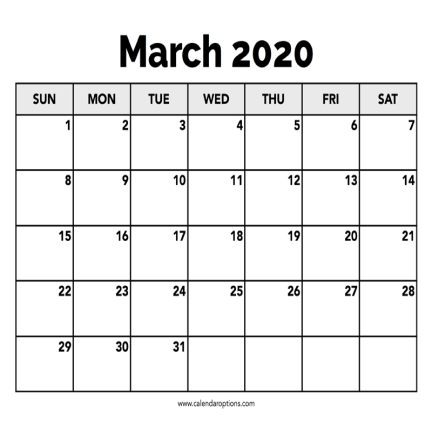 March 2020
SUN MON TUE WED THU FRI SAT
1 2 3 4 5 6 7
8 9 10 11 12 13 14
15 16 17 18 19 20 21
22 23 24 25 26 27 28
29 30 31
www.calendaroptions.com